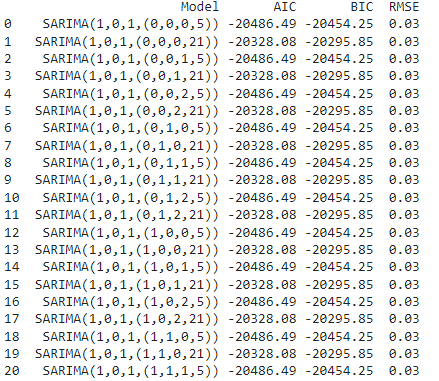 Model AIC BIC RMSE
0 SARIMA(1,0,1,(0,0,0,5)) -20486.49 -20454.25 0.03
1 SARIMA(1,0,1,(0,0,0,21)) -20328.08 -20295.85 0.03
2 SARIMA(1,0,1,(0,0,1,5)) -20486.49 -20454.25 0.03
3 SARIMA(1,0,1,(0,0,1,21)) -20328.08 -20295.85 0.03
4 SARIMA(1,0,1,(0,0,2,5)) -20486.49 -20454.25 0.03
5 SARIMA(1,0,1,(0,0,2,21)) -20328.08 -20295.85 0.03
6 SARIMA(1,0,1,(0,1,0,5)) -20486.49 -20454.25 0.03
7 SARIMA(1,0,1,(0,1,0,21)) -20328.08 -20295.85 0.03
8 SARIMA(1,0,1,(0,1,1,5)) -20486.49 -20454.25 0.03
9 SARIMA(1,0,1,(0,1,1,21)) -20328.08 -20295.85 0.03
10 SARIMA(1,0,1,(0,1,2,5)) -20486.49 -20454.25 0.03
11 SARIMA(1,0,1,(0,1,2,21)) -20328.08 -20295.85 0.03
12 SARIMA(1,0,1,(1,0,0,5)) -20486.49 -20454.25 0.03
13 SARIMA(1,0,1,(1,0,0,21)) -20328.08 -20295.85 0.03
14 SARIMA(1,0,1,(1,0,1,5)) -20486.49 -20454.25 0.03
15 SARIMA(1,0,1,(1,0,1,21)) -20328.08 -20295.85 0.03
16 SARIMA(1,0,1,(1,0,2,5)) -20486.49 -20454.25 0.03
17 SARIMA(1,0,1,(1,0,2,21)) -20328.08 -20295.85 0.03
18 SARIMA(1,0,1,(1,1,0,5)) -20486.49 -20454.25 0.03
19 SARIMA(1,0,1,(1,1,0,21)) -20328.08 -20295.85 0.03
20 SARIMA(1,0,1,(1,1,1,5)) -20486.49 -20454.25 0.03